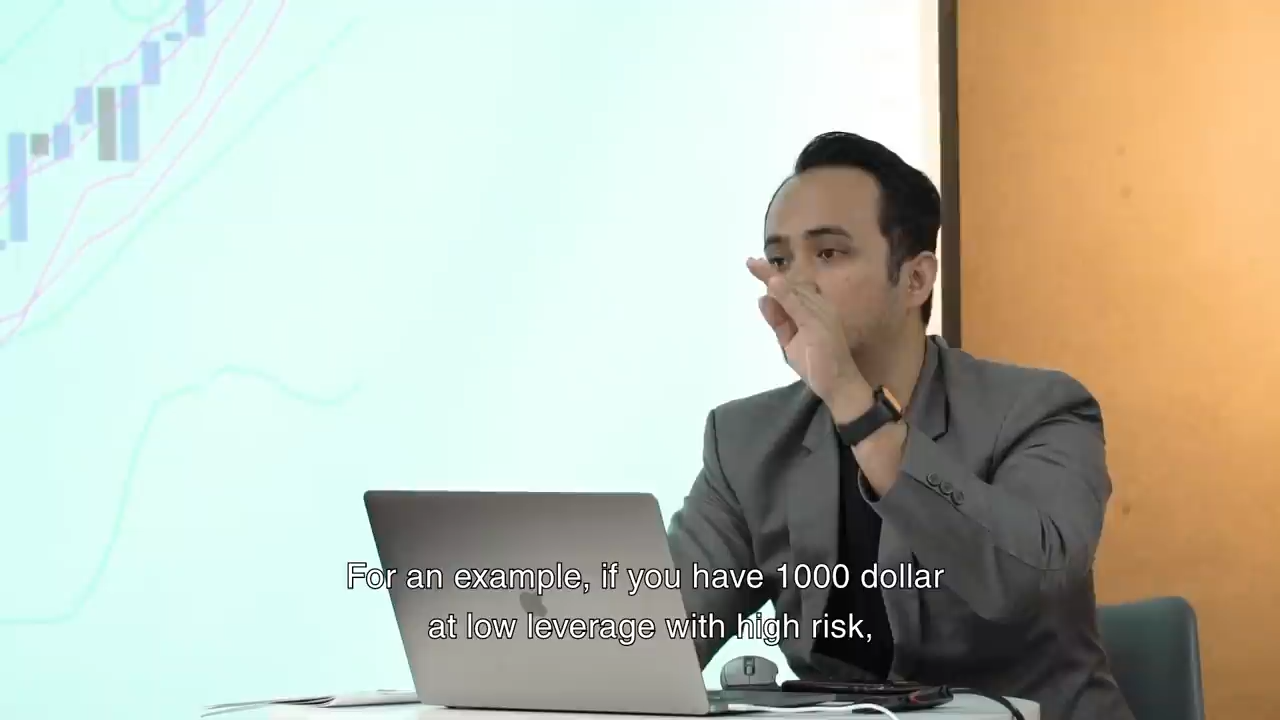 For an example, if you have 1000 dollar
at low leverage with high risk,